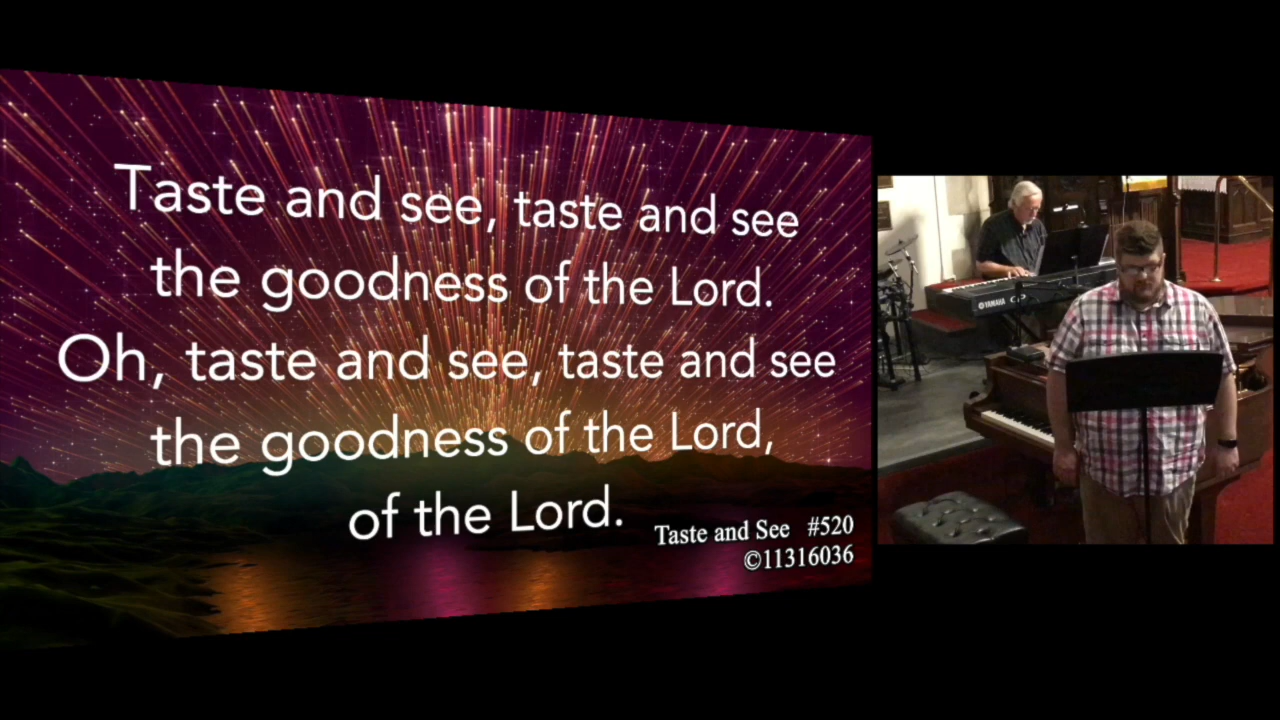 Taste and see, taste and see
the goodness of the Lord.
Oh, taste and see, taste and see
the goodness of the Lord,
of the Lord.
Taste and See #520
©11316036
YAMAHA